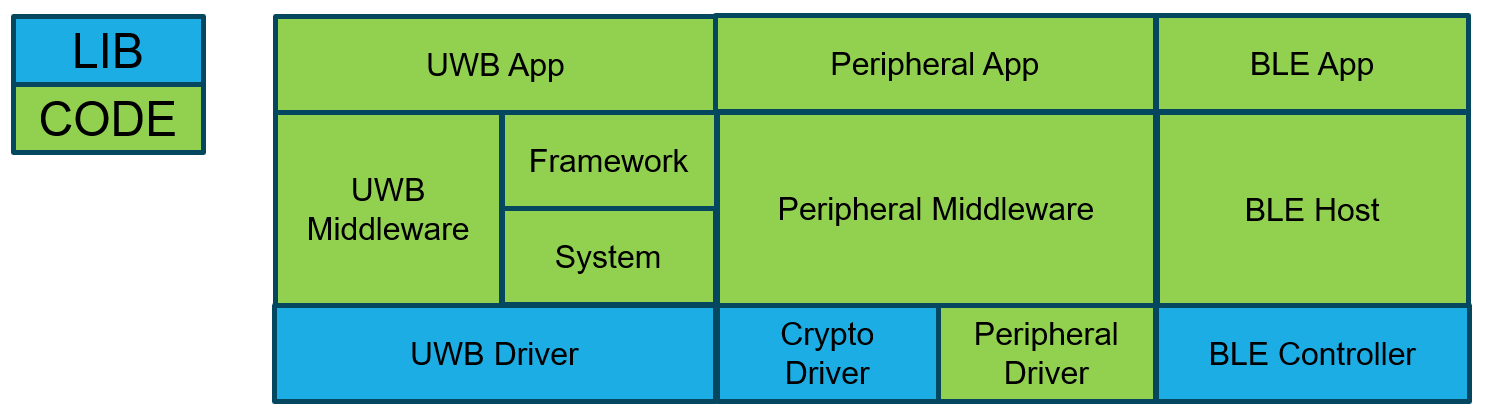 LIB
CODE
UWB App
Peripheral App
BLE App
UWB
Middleware
Framework
System
Peripheral Middleware
BLE Host
UWB Driver
Crypto
Driver
Peripheral
Driver
BLE Controller